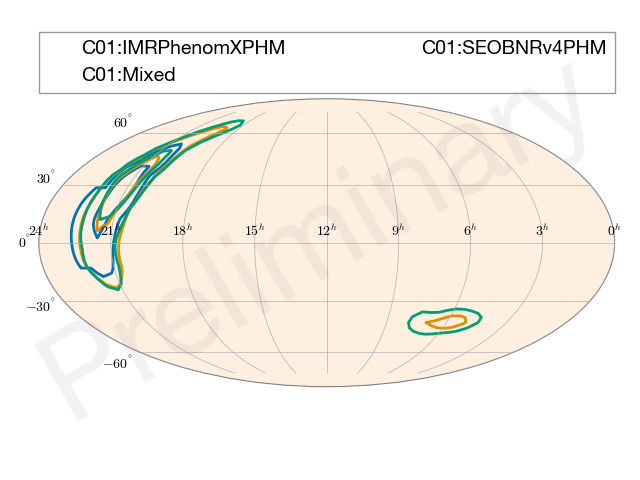 C01:IMRPhenomXPHM C01:SEOBNRv4PHM
C01:Mixed
60°
30°
0° 24h 21h 18h 15h 12h 9h 6h 3h 0h
−30°
−60°
Preliminary